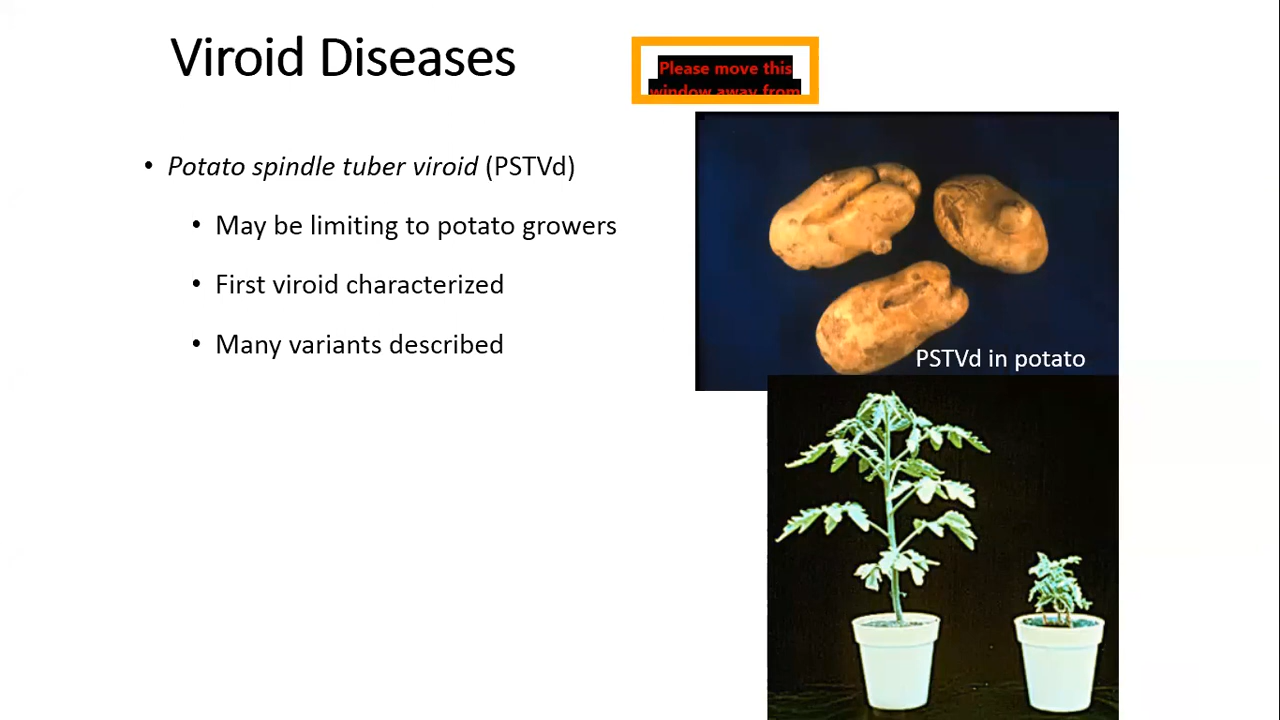 Viroid Diseases
Please move this
window away from
• Potato spindle tuber viroid (PSTVd)
• May be limiting to potato growers
• First viroid characterized
• Many variants described
PSTVd in potato